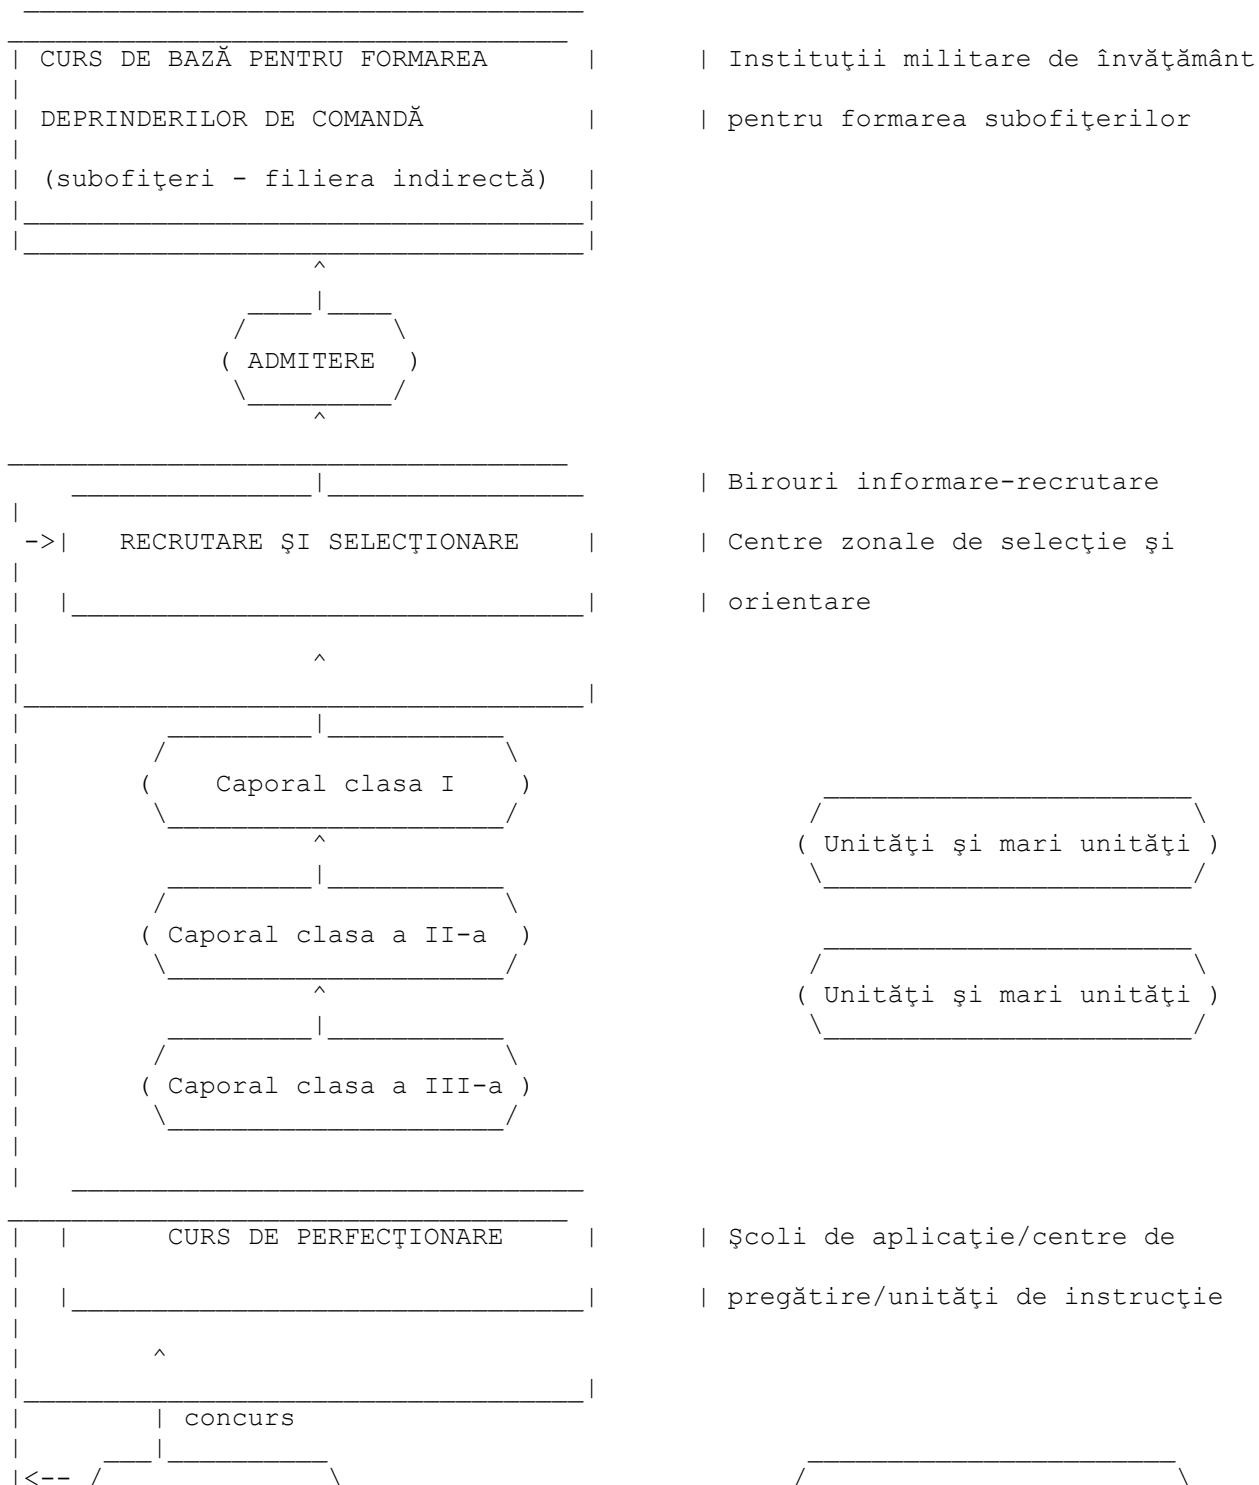 CURS DE BAZĂ PENTRU FORMAREA
Instituţii militare de învăţământ
DEPRINDERILOR DE COMANDĂ
pentru formarea subofiţerilor
(subofiţeri - filiera indirectă)
ADMITERE
Birouri informare-recrutare
RECRUTARE ŞI SELECŢIONARE
Centre zonale de selecţie şi
orientare
Caporal clasa I
Unităţi şi mari unităţi
Caporal clasa a II-a
Unităţi şi mari unităţi
Caporal clasa a III-a
CURS DE PERFECŢIONARE
Şcoli de aplicaţie/centre de
pregătire/unităţi de instrucţie
concurs